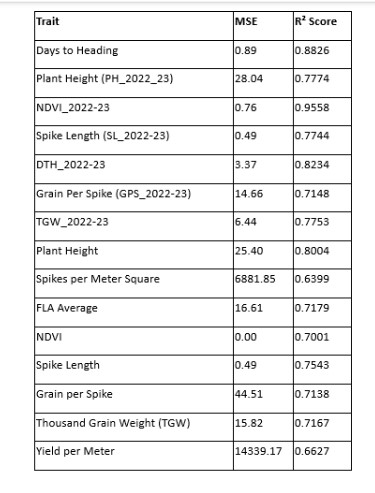 Trait MSE R² Score
Days to Heading 0.89 0.8826
Plant Height (PH_2022_23) 28.04 0.7774
NDVI_2022-23 0.76 0.9558
Spike Length (SL_2022-23) 0.49 0.7744
DTH_2022-23 3.37 0.8234
Grain Per Spike (GPS_2022-23) 14.66 0.7148
TGW_2022-23 6.44 0.7753
Plant Height 25.40 0.8004
Spikes per Meter Square 6881.85 0.6399
FLA Average 16.61 0.7179
NDVI 0.00 0.7001
Spike Length 0.49 0.7543
Grain per Spike 44.51 0.7138
Thousand Grain Weight (TGW) 15.82 0.7167
Yield per Meter 14339.17 0.6627